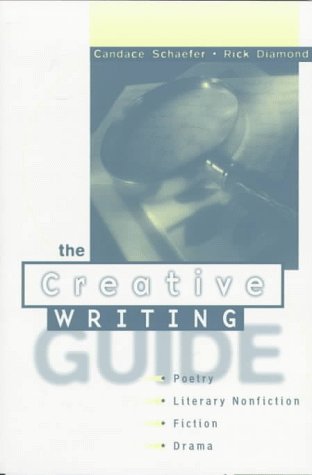 Candace Schaefer • Rick Diamond
the
Creative
WRITING
GUIDE
• Poetry
• Literary Nonfiction
• Fiction
• Drama